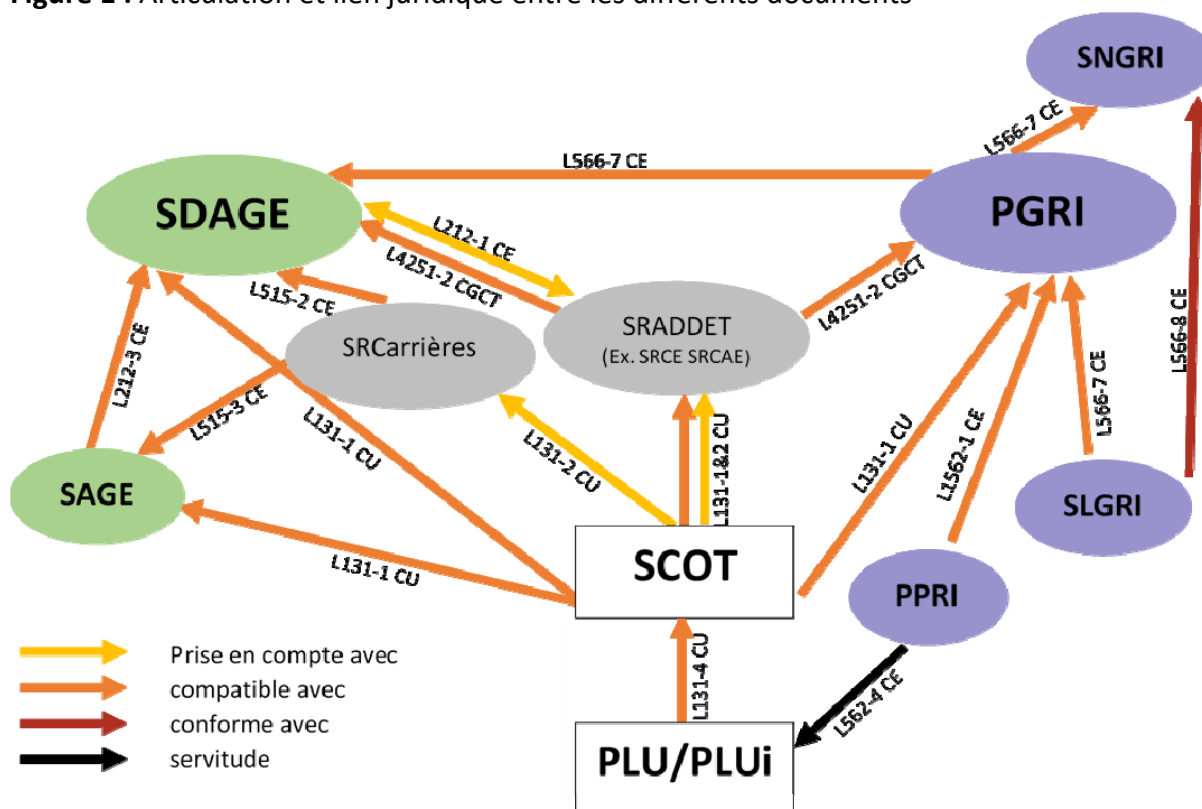 Figure 1 : Articulation et lien juridique entre les différents documents
SNGRI
L566-7 CE
L566-7 CE
SDAGE
PGRI
L212-1 CE
L4251-2 CGCT
L515-2 CE
SRADDET
(Ex. SRCE SRCAE)
L4251-2 CGCT
SRCarrières
L566-8 CE
L212-3 CE
L515-3 CE
L131-1 CU
L131-2 CU
L131-1&2 CU
L131-1 CU
L1562-1 CE
L566-7 CE
SAGE
SLGRI
L131-1 CU
SCOT
PPRI
Prise en compte avec
compatible avec
conforme avec
servitude
L131-4 CU
L562-4 CE
PLU/PLUi